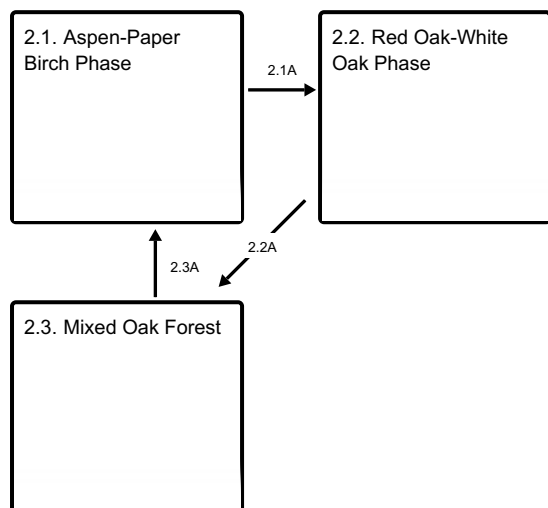 2.1. Aspen-Paper
Birch Phase
2.1A
2.2. Red Oak-White
Oak Phase
2.2A
2.3A
2.3. Mixed Oak Forest